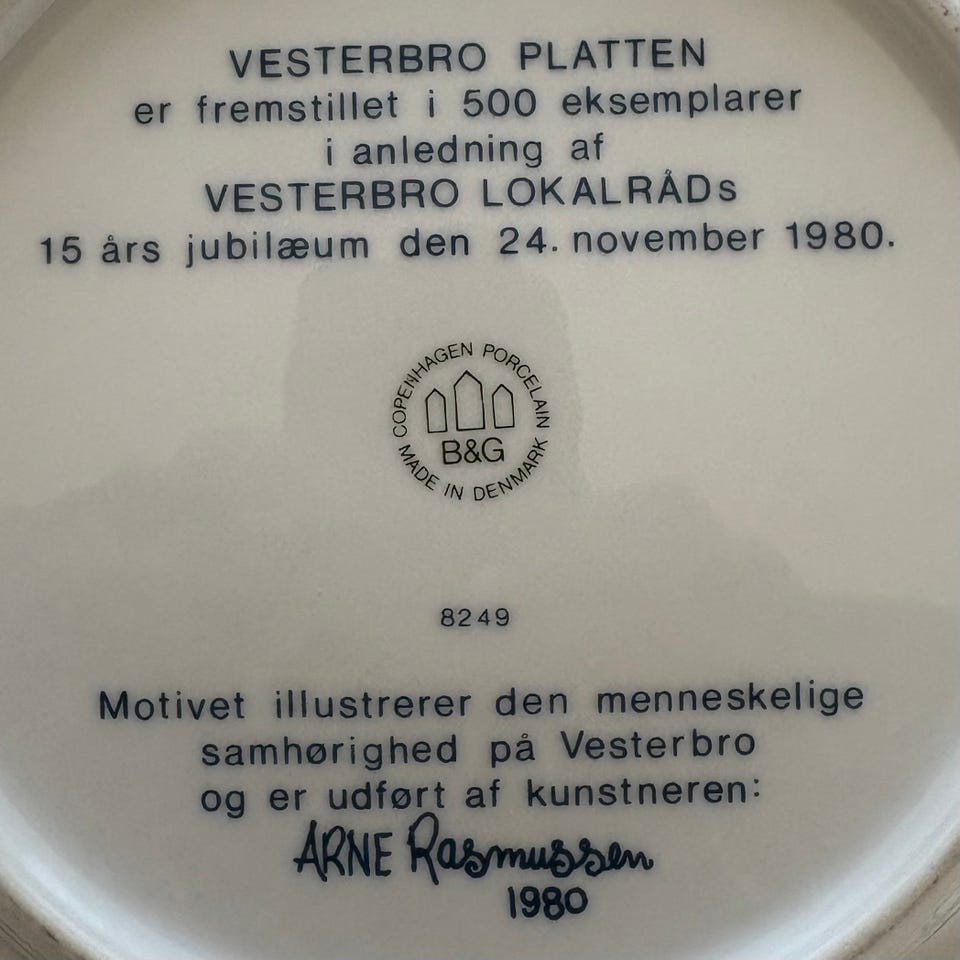 VESTERBRO PLATTEN
er fremstillet i 500 eksemplarer
i anledning af
VESTERBRO LOKALRÅDs
15 års jubilæum den 24. november 1980.
COPENHAGEN PORCELAIN
B&G
MADE IN DENMARK
8249
Motivet illustrerer den menneskelige
samhørighed på Vesterbro
og er udført af kunstneren:
ARNE Rasmussen
1980